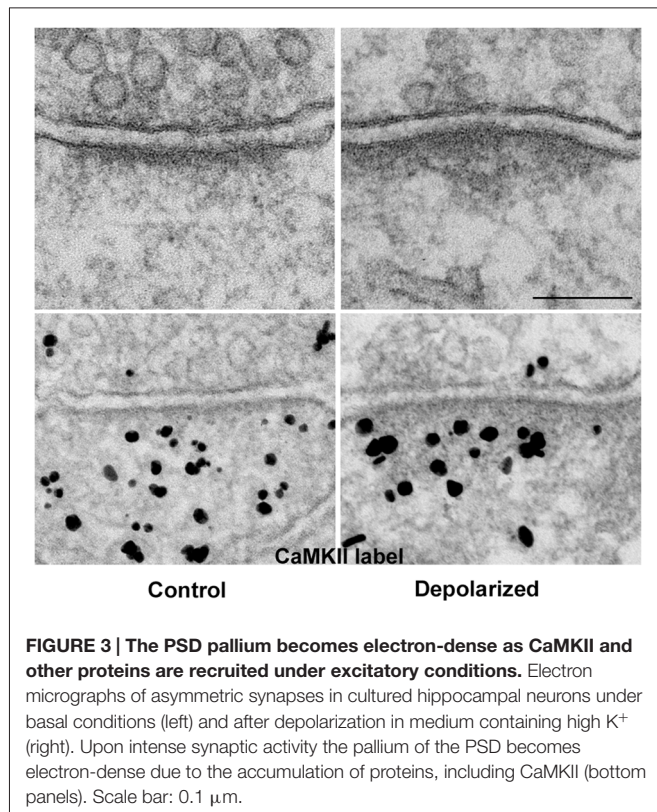 CaMKII label
Control
Depolarized
FIGURE 3 | The PSD pallium becomes electron-dense as CaMKII and
other proteins are recruited under excitatory conditions. Electron
micrographs of asymmetric synapses in cultured hippocampal neurons under
basal conditions (left) and after depolarization in medium containing high K⁺
(right). Upon intense synaptic activity the pallium of the PSD becomes
electron-dense due to the accumulation of proteins, including CaMKII (bottom
panels). Scale bar: 0.1 μm.